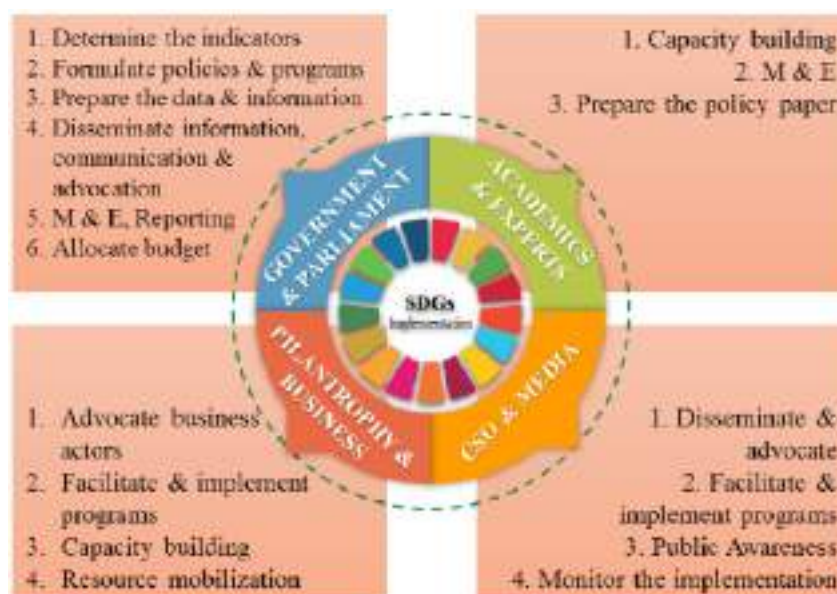 1. Determine the indicators
2. Formulate policies & programs
3. Prepare the data & information
4. Disseminate information,
communication &
advocation
5. M & E, Reporting
6. Allocate budget
1. Capacity building
2. M & E
3. Prepare the policy paper
GOVERNMENT
& PARLIAMENT
ACADEMICS
& EXPERTS
SDGs
Implementation
PILANTROPHY &
BUSINESS
CSO & MEDIA
1. Advocate business
actors
2. Facilitate & implement
programs
3. Capacity building
4. Resource mobilization
1. Disseminate &
advocate
2. Facilitate &
implement programs
3. Public Awareness
4. Monitor the implementation